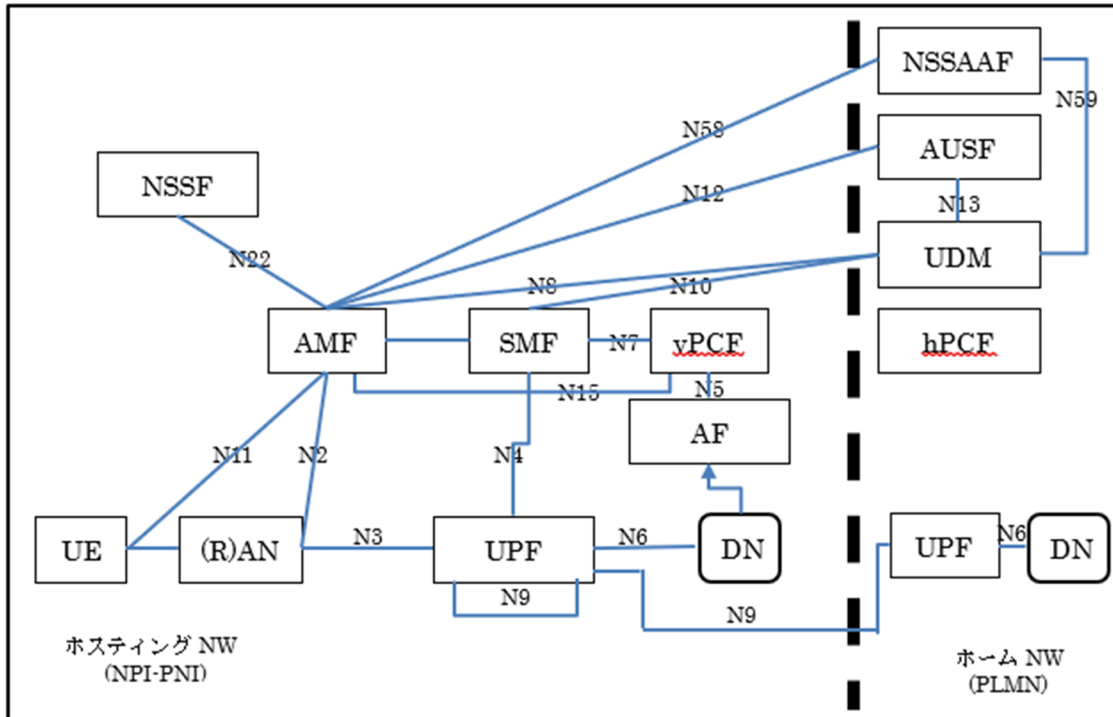 NSSAAF
N59
N58
AUSF
NSSF
N12
N13
N22
UDM
N8
N10
AMF
SMF
N7
vPCF
hPCF
N15
N5
AF
N11
N2
N4
UE
(R)AN
N3
UPF
N6
DN
UPF
N6
DN
N9
N9
ホスティング NW
(NPI-PNI)
ホーム NW
(PLMN)